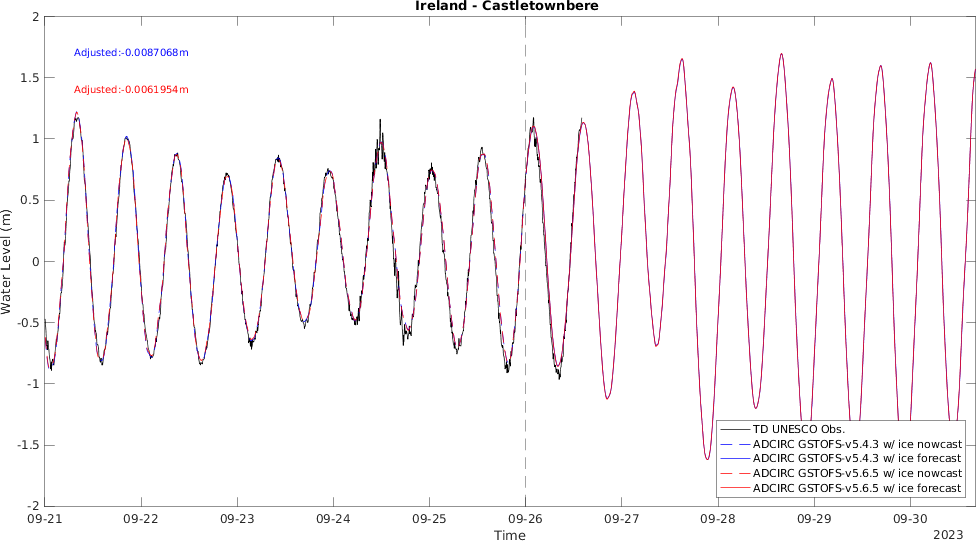 Ireland - Castletownbere
Adjusted:-0.0087068m
Adjusted:-0.0061954m
Water Level (m)
2
1.5
1
0.5
0
-0.5
-1
-1.5
-2
TD UNESCO Obs.
ADCIRC GSTOFS-v5.4.3 w/ ice nowcast
ADCIRC GSTOFS-v5.4.3 w/ ice forecast
ADCIRC GSTOFS-v5.6.5 w/ ice nowcast
ADCIRC GSTOFS-v5.6.5 w/ ice forecast
09-21 09-22 09-23 09-24 09-25 09-26 09-27 09-28 09-29 09-30
Time
2023